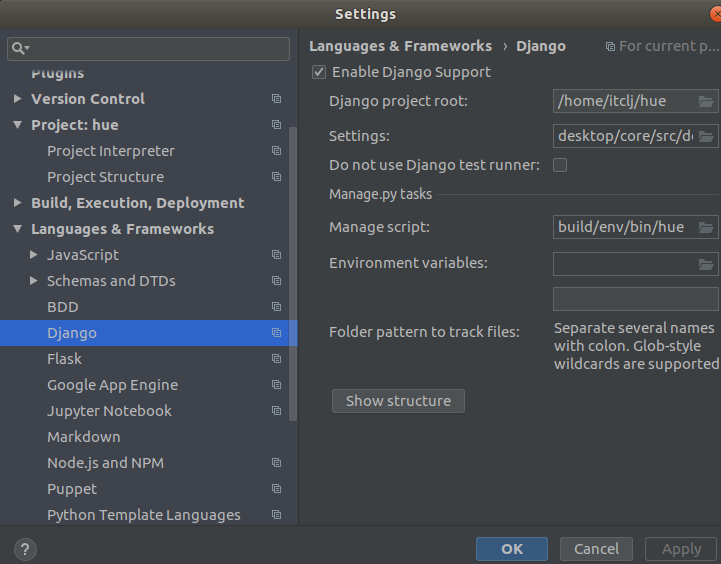 Settings
Plugins
Version Control
Project: hue
Project Interpreter
Project Structure
Build, Execution, Deployment
Languages & Frameworks
JavaScript
Schemas and DTDs
BDD
Django
Flask
Google App Engine
Jupyter Notebook
Markdown
Node.js and NPM
Puppet
Python Template Languages
Languages & Frameworks › Django
For current p...
Enable Django Support
Django project root: /home/itclj/hue
Settings: desktop/core/src/de
Do not use Django test runner:
Manage.py tasks
Manage script: build/env/bin/hue
Environment variables:
Folder pattern to track files:
Separate several names
with colon. Glob-style
wildcards are supported
Show structure
?
OK
Cancel
Apply